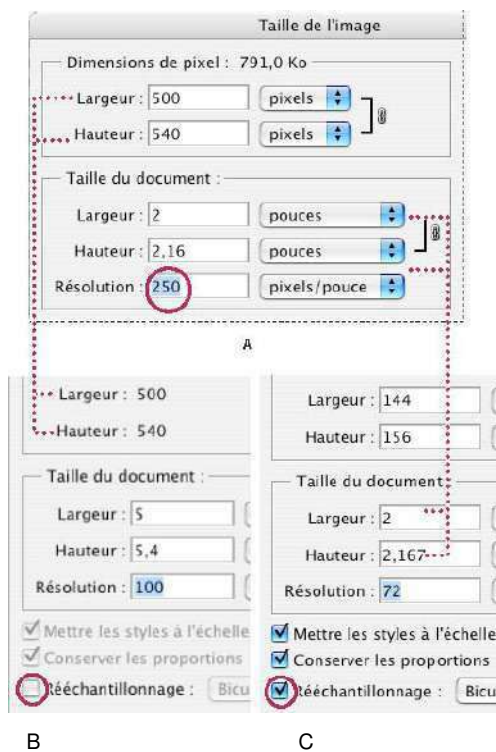 Taille de l'image
Dimensions de pixel : 791,0 Ko
Largeur : 500 pixels
Hauteur : 540 pixels
Taille du document :
Largeur : 2 pouces
Hauteur : 2,16 pouces
Résolution : 250 pixels/pouce
A
Largeur : 500
Hauteur : 540
Taille du document :
Largeur : 5
Hauteur : 5,4
Résolution : 100
Mettre les styles à l'échelle
Conserver les proportions
Rééchantillonnage : Bicu
B
Largeur : 144
Hauteur : 156
Taille du document :
Largeur : 2
Hauteur : 2,167
Résolution : 72
Mettre les styles à l'échelle
Conserver les proportions
Rééchantillonnage : Bicu
C